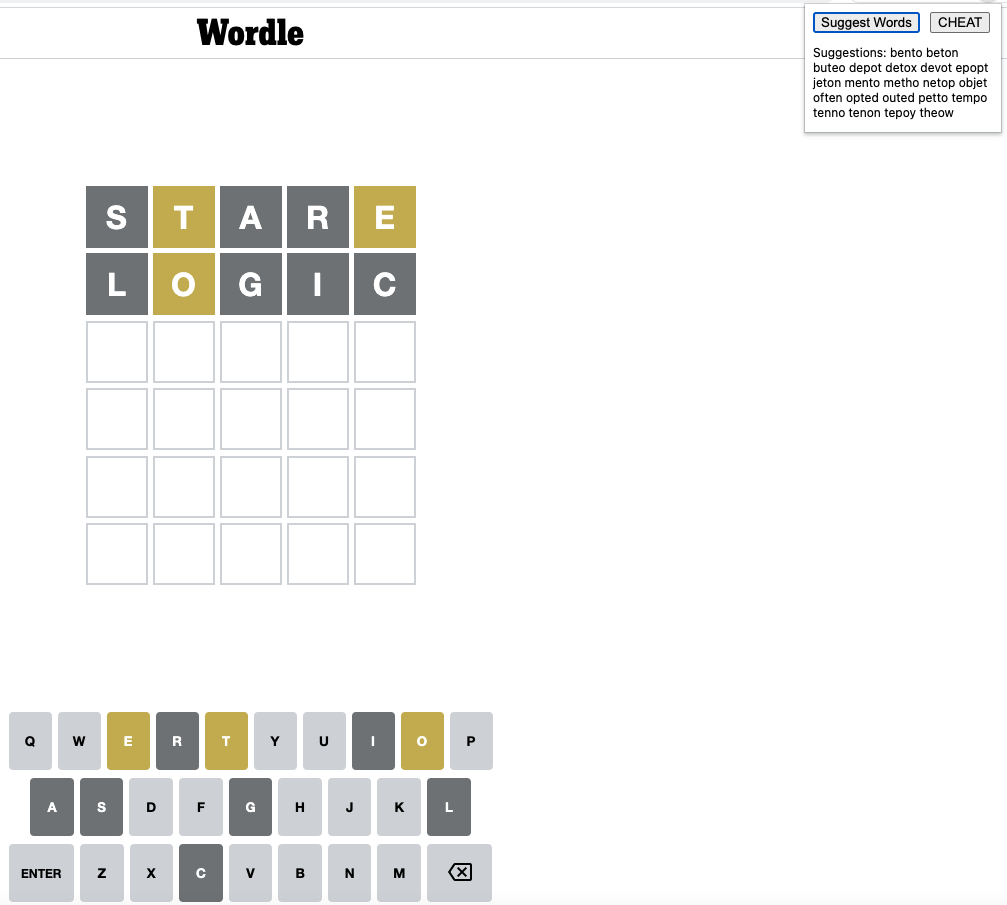 Wordle
Suggest Words CHEAT
Suggestions: bento beton
buteo depot detox devot epopt
jeton mento metho netop objet
often opted outed petto tempo
tenno tenon tepoy theow
S T A R E
L O G I C
Q W E R T Y U I O P
A S D F G H J K L
ENTER Z X C V B N M